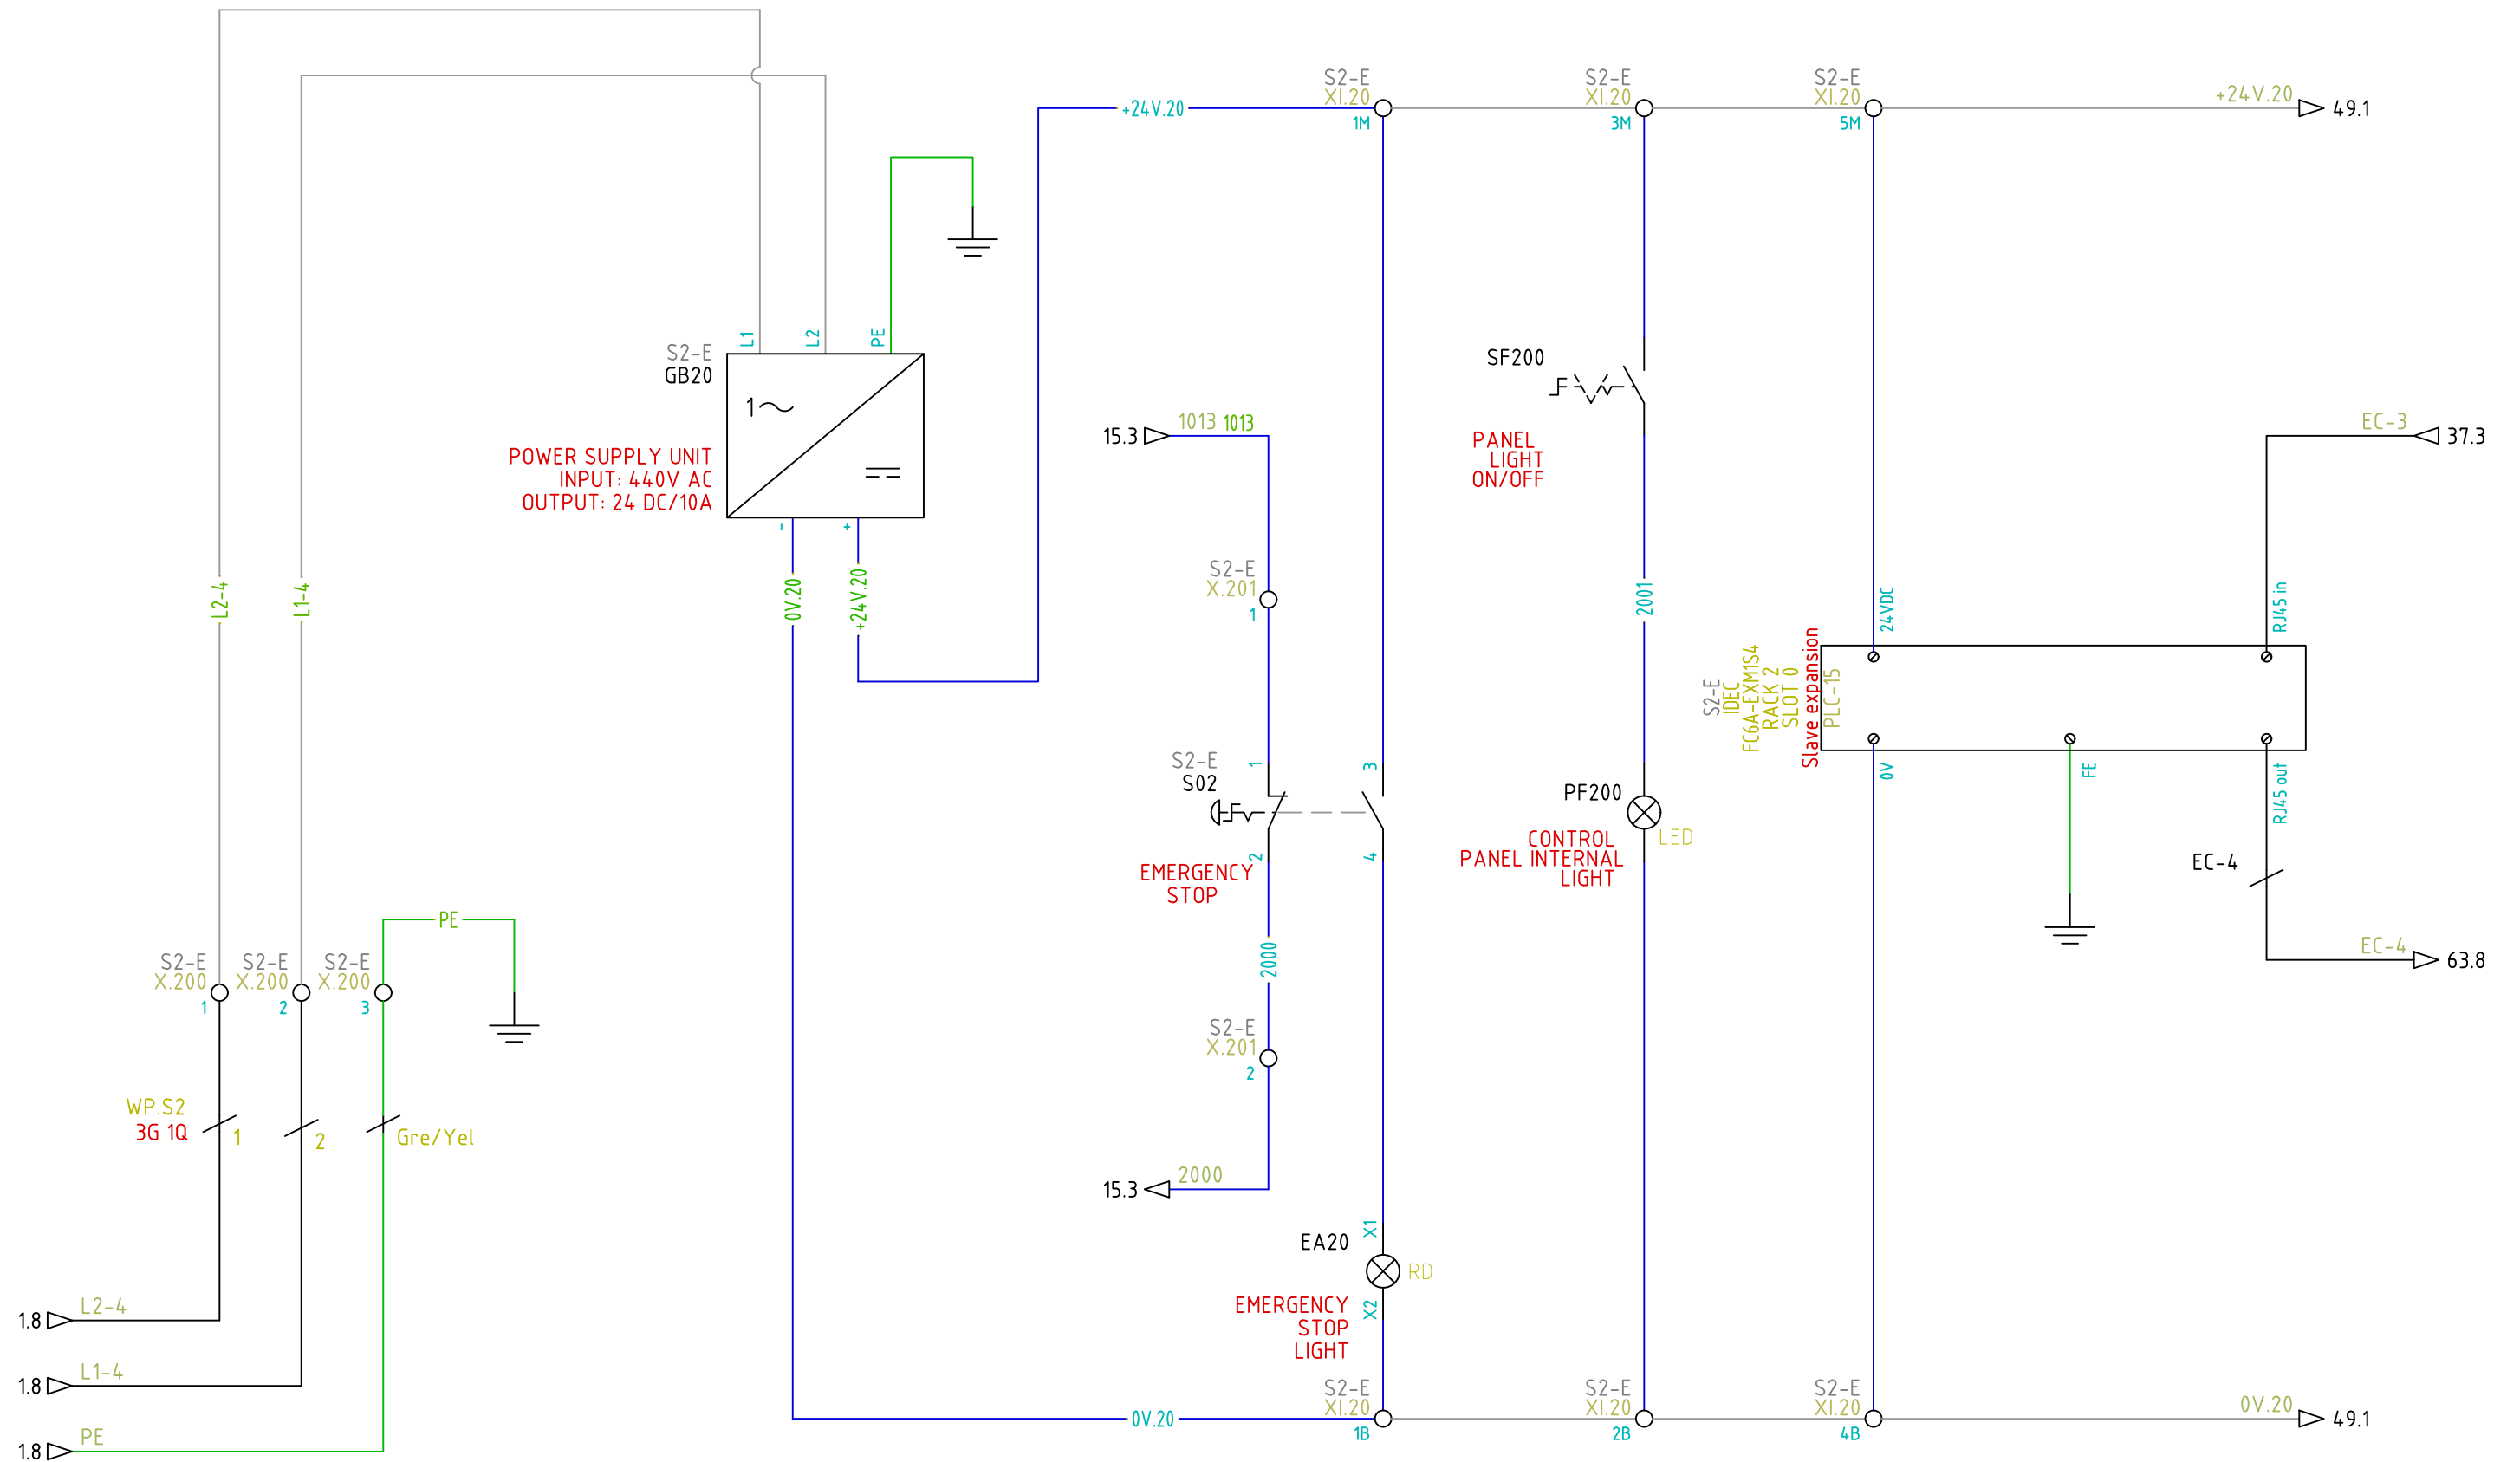 S2-E
XI.20
1M
S2-E
XI.20
3M
S2-E
XI.20
5M
+24V.20
+24V.20
49.1
L1
L2
PE
S2-E
GB20
1
POWER SUPPLY UNIT
INPUT: 440V AC
OUTPUT: 24 DC/10A
-
+
0V.20
+24V.20
L2-4
L1-4
15.3
1013
1013
S2-E
X.201
1
S2-E
S02
1
2
3
4
EMERGENCY
STOP
2000
S2-E
X.201
2
15.3
2000
SF200
PANEL
LIGHT
ON/OFF
2001
PF200
LED
CONTROL
PANEL INTERNAL
LIGHT
EC-3
37.3
24VDC
RJ45 in
S2-E
IDEC
FC6A-EXM1S4
RACK 2
SLOT 0
Slave expansion
PLC-15
0V
FE
RJ45 out
EC-4
EC-4
63.8
PE
S2-E
X.200
1
S2-E
X.200
2
S2-E
X.200
3
WP.S2
3G 1Q
1
2
Gre/Yel
1.8
L2-4
1.8
L1-4
1.8
PE
EA20
X1
X2
RD
EMERGENCY
STOP
LIGHT
0V.20
S2-E
XI.20
1B
S2-E
XI.20
2B
S2-E
XI.20
4B
0V.20
49.1